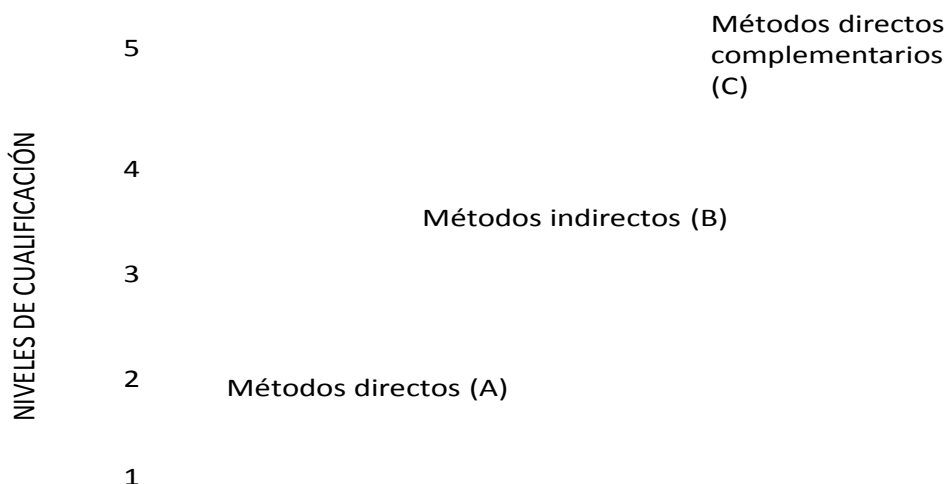 NIVELES DE CUALIFICACIÓN
5
Métodos directos
complementarios
(C)
4
Métodos indirectos (B)
3
2
Métodos directos (A)
1